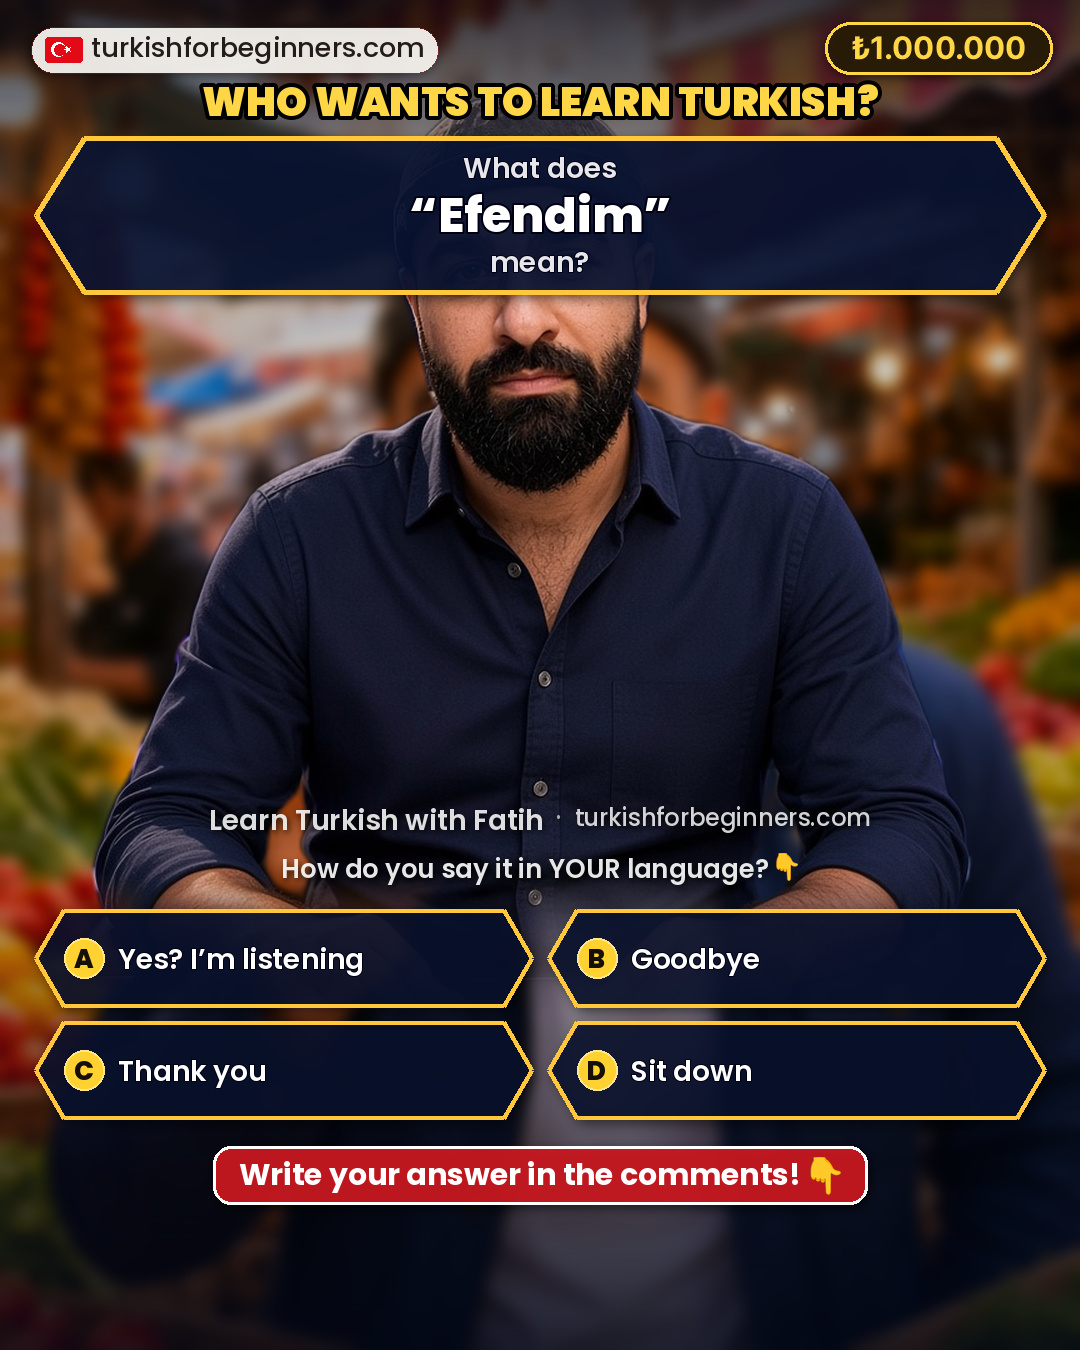 turkishforbeginners.com
₺1.000.000
WHO WANTS TO LEARN TURKISH?
What does
“Efendim”
mean?
Learn Turkish with Fatih · turkishforbeginners.com
How do you say it in YOUR language?👇
A Yes? I’m listening
B Goodbye
C Thank you
D Sit down
Write your answer in the comments!👇